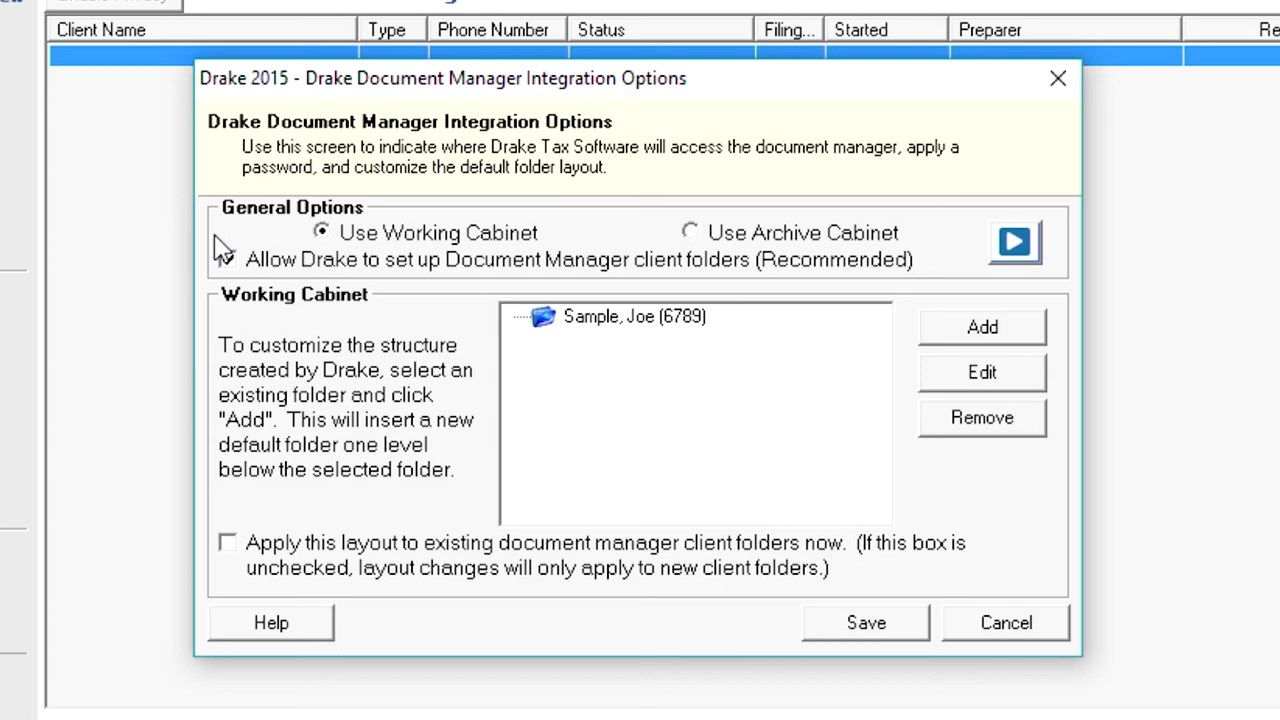 Client Name Type Phone Number Status Filing... Started Preparer Re
Drake 2015 - Drake Document Manager Integration Options
Drake Document Manager Integration Options
Use this screen to indicate where Drake Tax Software will access the document manager, apply a
password, and customize the default folder layout.
General Options
Use Working Cabinet Use Archive Cabinet
Allow Drake to set up Document Manager client folders (Recommended)
Working Cabinet
Sample, Joe (6789)
Add
To customize the structure
created by Drake, select an
Edit
existing folder and click
"Add". This will insert a new
Remove
default folder one level
below the selected folder.
Apply this layout to existing document manager client folders now. (If this box is
unchecked, layout changes will only apply to new client folders.)
Help Save Cancel